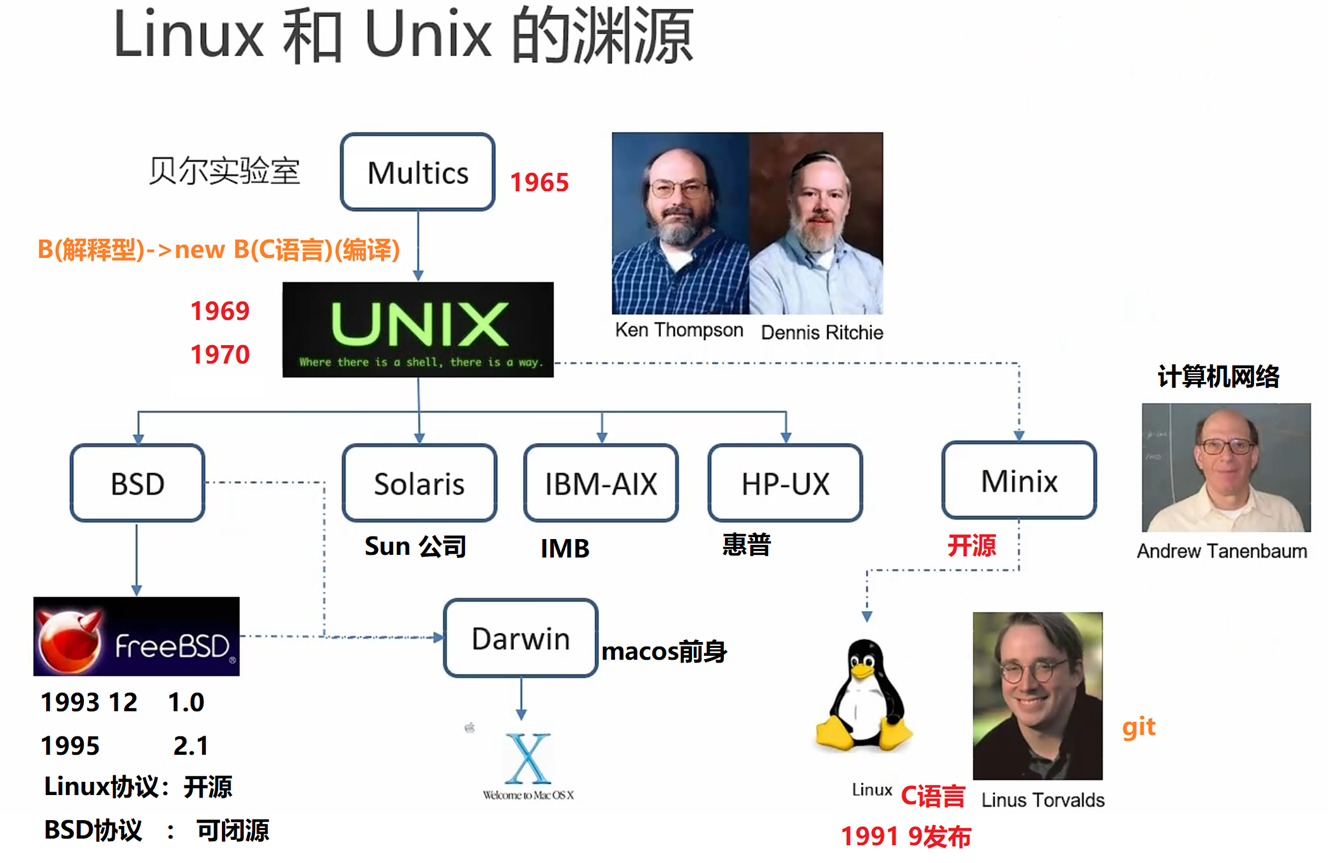 Linux 和 Unix 的渊源
贝尔实验室
Multics
1965
B(解释型)->new B(C语言)(编译)
1969
1970
UNIX
Where there is a shell, there is a way.
Ken Thompson
Dennis Ritchie
计算机网络
BSD
Solaris
IBM-AIX
HP-UX
Minix
Sun 公司
IMB
惠普
开源
Andrew Tanenbaum
FreeBSD®
Darwin
macos前身
1993 12 1.0
1995 2.1
Linux协议：开源
BSD协议 ： 可闭源
X
Welcome to Mac OS X
git
Linux
C语言
Linus Torvalds
1991 9发布